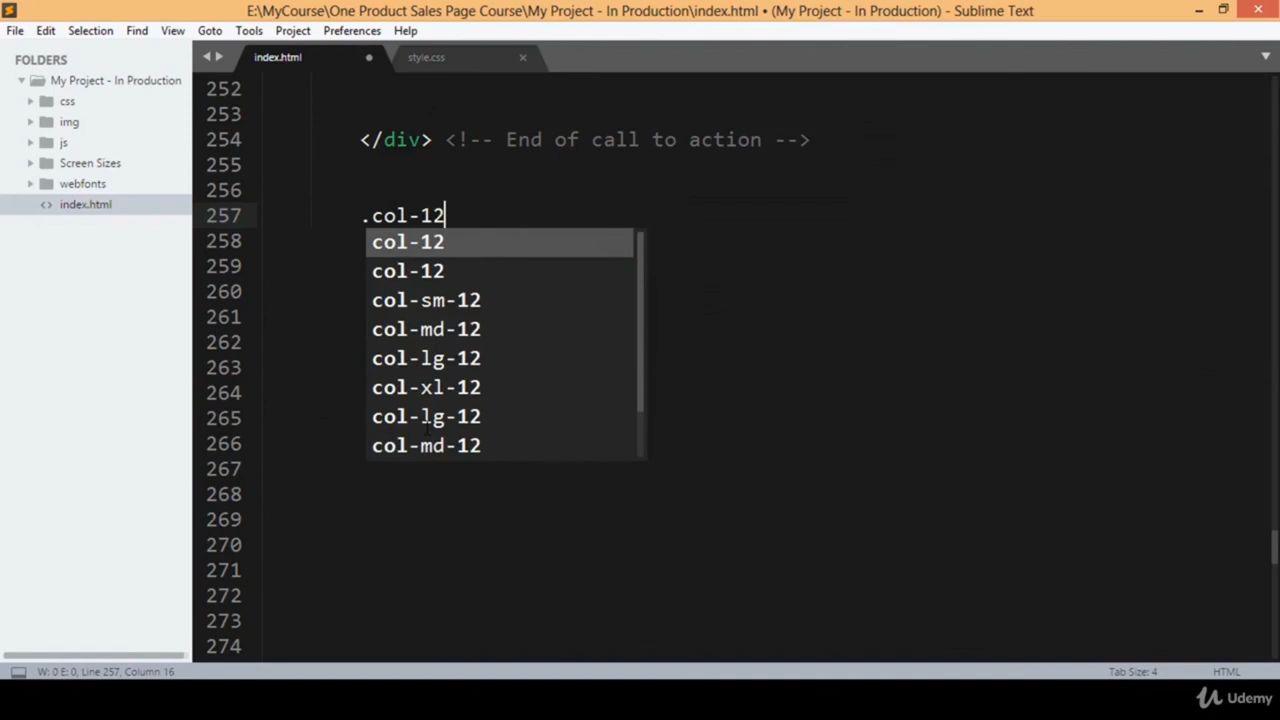 E:\MyCourse\One Product Sales Page Course\My Project - In Production\index.html • (My Project - In Production) - Sublime Text
File Edit Selection Find View Goto Tools Project Preferences Help
FOLDERS
My Project - In Production
css
img
js
Screen Sizes
webfonts
<> index.html
index.html
style.css
252
253
254 </div> <!-- End of call to action -->
255
256
257 .col-12
258
259
260
261
262
263
264
265
266
267
268
269
270
271
272
273
274
col-12
col-12
col-sm-12
col-md-12
col-lg-12
col-xl-12
col-lg-12
col-md-12
W: 0 E: 0, Line 257, Column 16
Tab Size: 4 HTML
Udemy